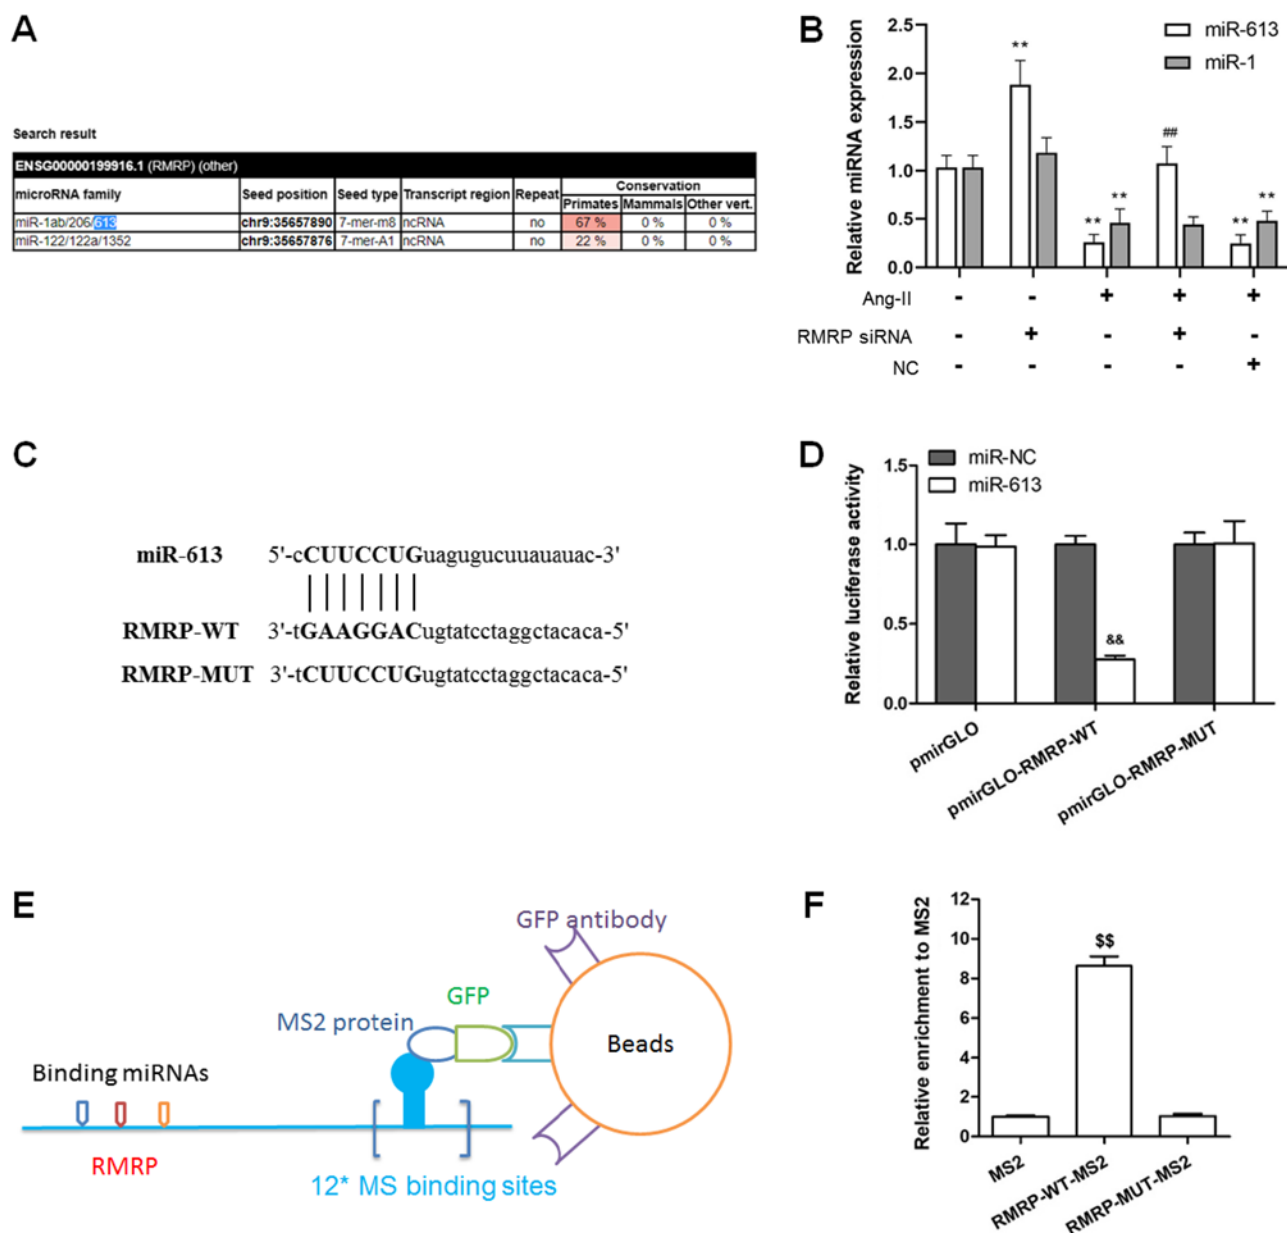 A
Search result
ENSG00000199916.1 (RMRP) (other)
microRNA family Seed position Seed type Transcript region Repeat Conservation
Primates Mammals Other vert.
miR-1ab/206/613 chr9:35657890 7-mer-m8 ncRNA no 67 % 0 % 0 %
miR-122/122a/1352 chr9:35657876 7-mer-A1 ncRNA no 22 % 0 % 0 %
B
Relative miRNA expression
2.5
2.0
1.5
1.0
0.5
0.0
miR-613
miR-1
**
**
**
##
**
**
Ang-II - - + + +
RMRP siRNA - + - + -
NC - - - - +
C
miR-613 5'-cCUUCCUGuagugucuuauauac-3'
RMRP-WT 3'-tGAAGGACugtatcctaggctacaca-5'
RMRP-MUT 3'-tCUUCCUGugtatcctaggctacaca-5'
D
Relative luciferase activity
1.5
1.0
0.5
0.0
miR-NC
miR-613
&&
pmirGLO
pmirGLO-RMRP-WT
pmirGLO-RMRP-MUT
E
GFP antibody
GFP
MS2 protein
Beads
Binding miRNAs
RMRP
12* MS binding sites
F
Relative enrichment to MS2
12
10
8
6
4
2
0
$$
MS2
RMRP-WT-MS2
RMRP-MUT-MS2